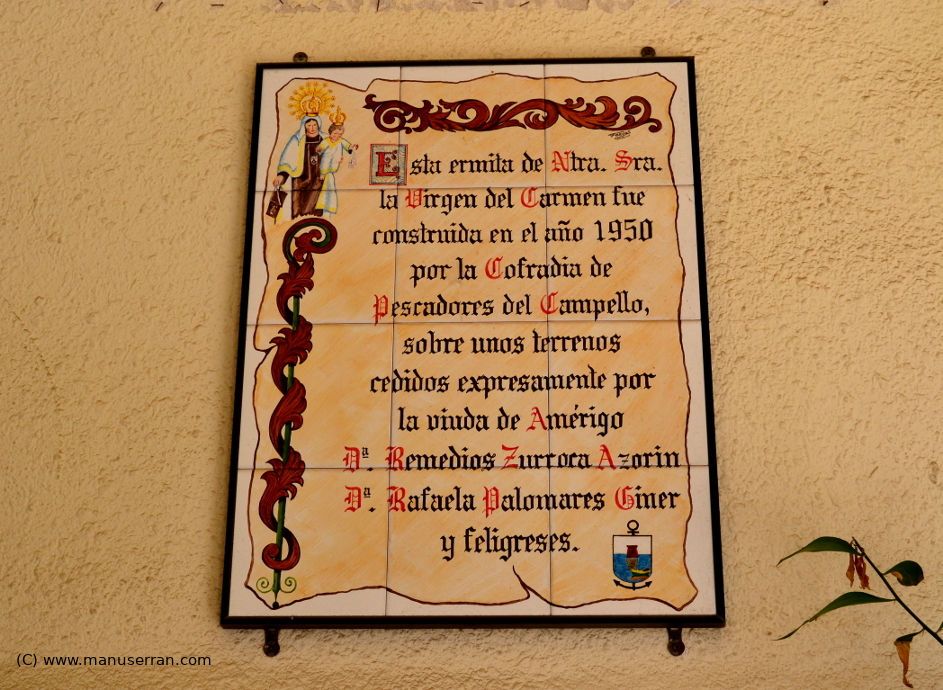 Esta ermita de Ntra. Sra.
la Virgen del Carmen fue
construida en el año 1950
por la Cofradia de
Pescadores del Campello,
sobre unos terrenos
cedidos expresamente por
la viuda de Amérigo
Dª. Remedios Zurroca Azorin
Dª. Rafaela Palomares Giner
y feligreses.
(C) www.manuserran.com